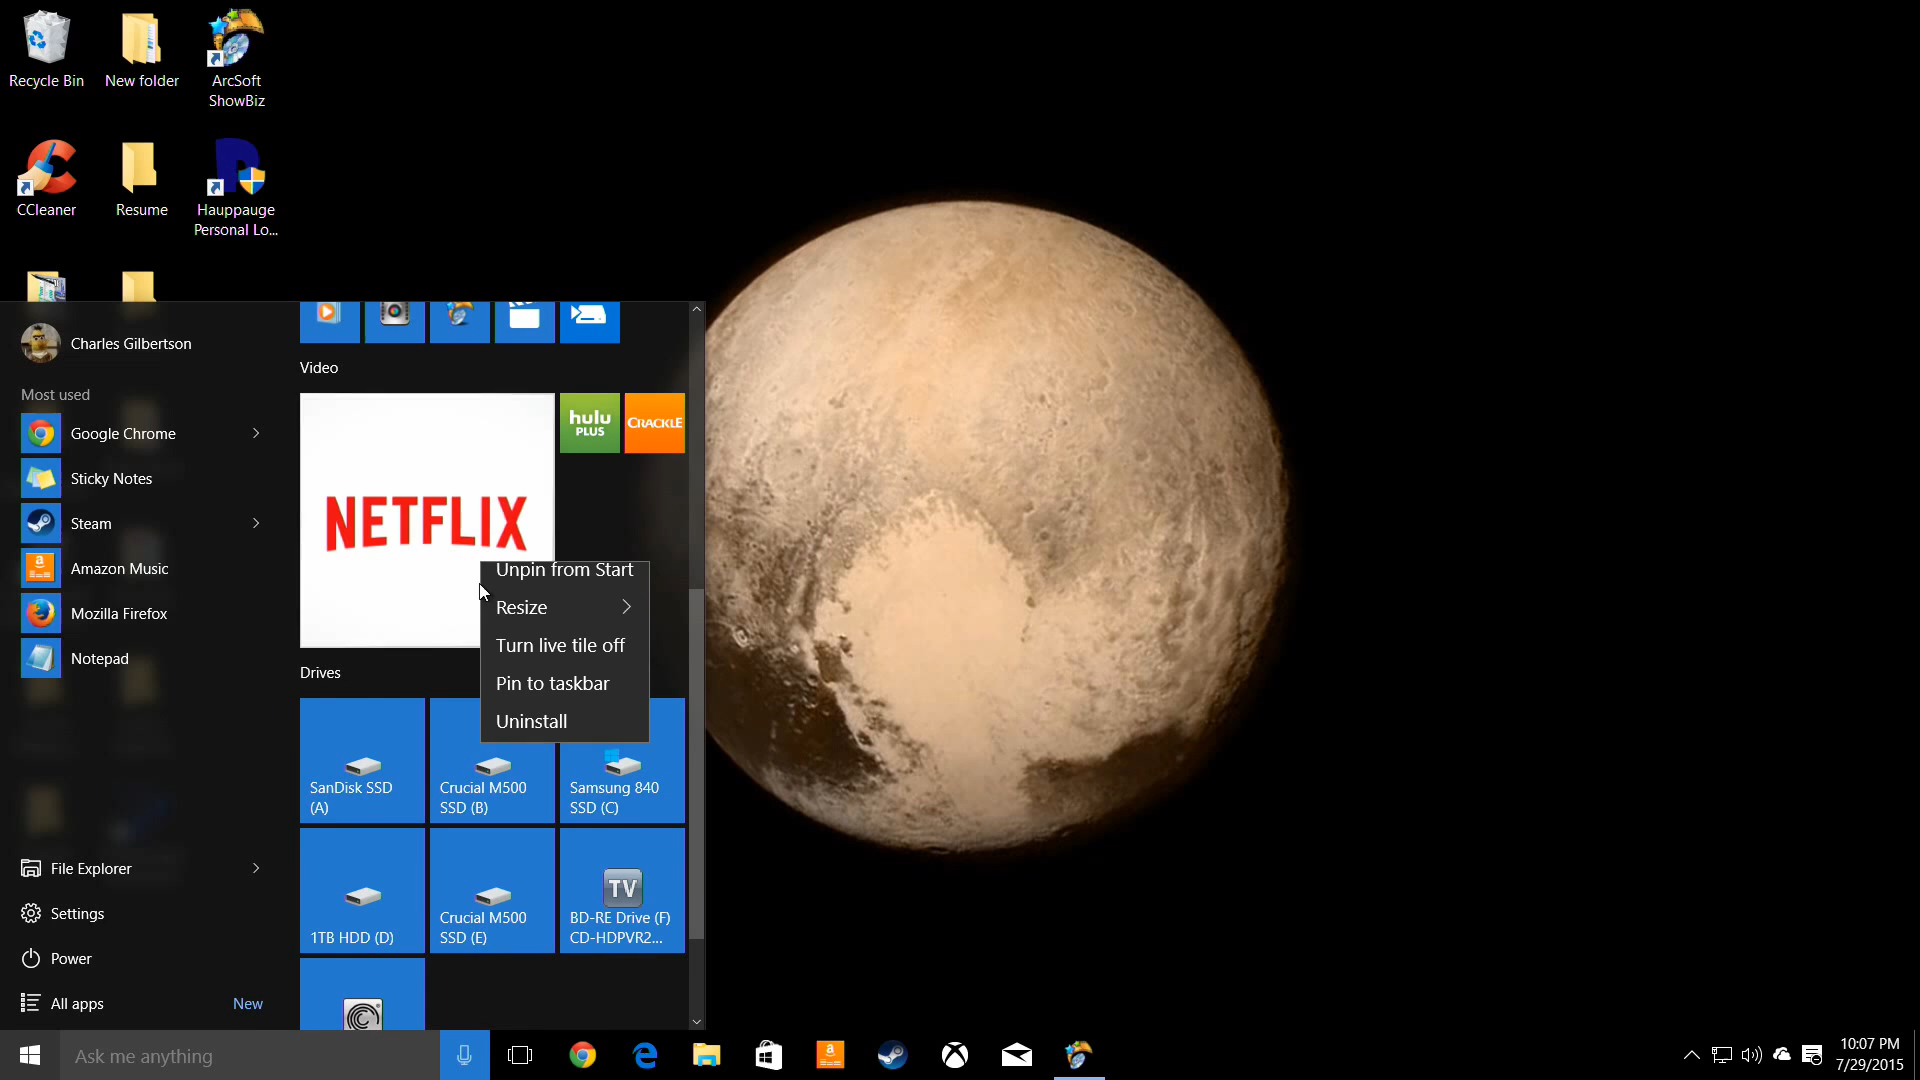 Recycle Bin
New folder
ArcSoft
ShowBiz
CCleaner
Resume
Hauppauge
Personal Lo...
Charles Gilbertson
Most used
Google Chrome
Sticky Notes
Steam
Amazon Music
Mozilla Firefox
Notepad
File Explorer
Settings
Power
All apps
New
Video
NETFLIX
hulu
PLUS
CRACKLE
Unpin from Start
Resize
Turn live tile off
Pin to taskbar
Uninstall
Drives
SanDisk SSD
(A)
Crucial M500
SSD (B)
Samsung 840
SSD (C)
1TB HDD (D)
Crucial M500
SSD (E)
TV
BD-RE Drive (F)
CD-HDPVR2...
Ask me anything
10:07 PM
7/29/2015